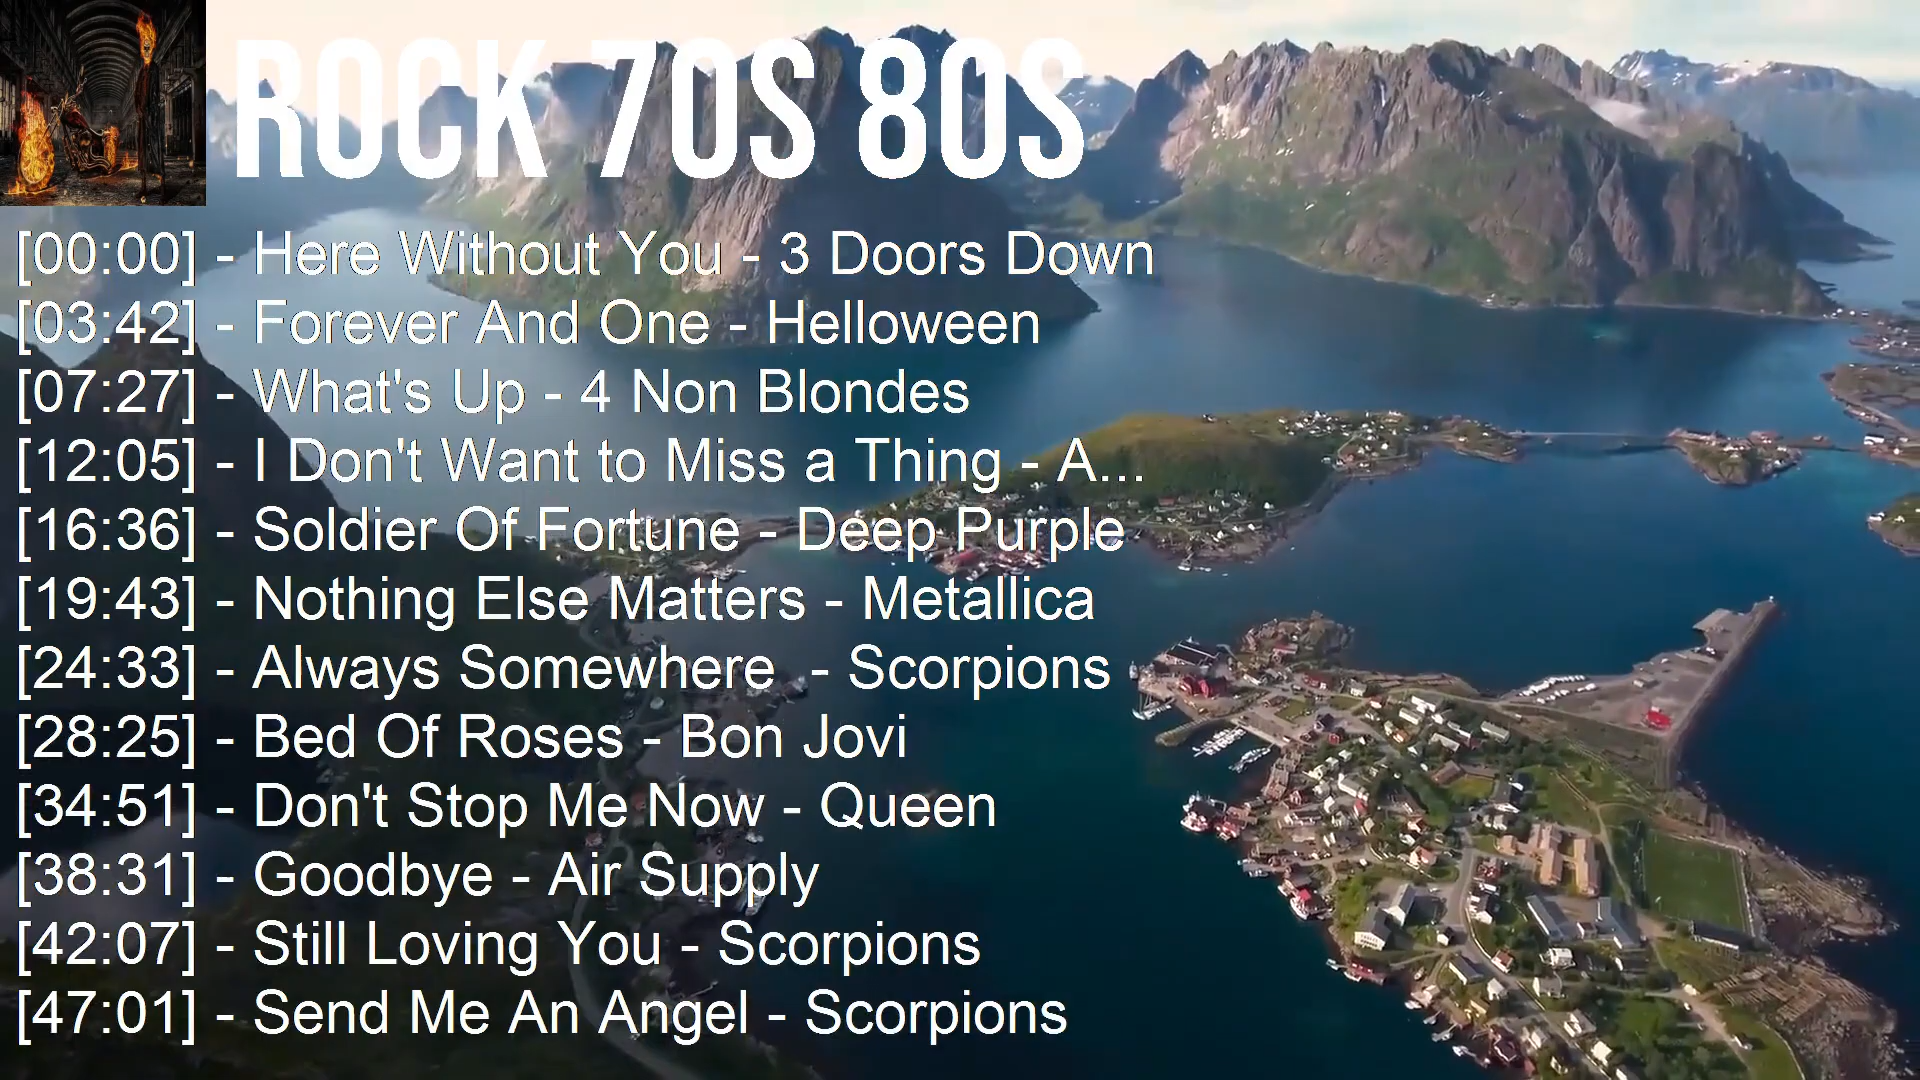 ROCK 70S 80S
[00:00] - Here Without You - 3 Doors Down
[03:42] - Forever And One - Helloween
[07:27] - What's Up - 4 Non Blondes
[12:05] - I Don't Want to Miss a Thing - A...
[16:36] - Soldier Of Fortune - Deep Purple
[19:43] - Nothing Else Matters - Metallica
[24:33] - Always Somewhere  - Scorpions
[28:25] - Bed Of Roses - Bon Jovi
[34:51] - Don't Stop Me Now - Queen
[38:31] - Goodbye - Air Supply
[42:07] - Still Loving You - Scorpions
[47:01] - Send Me An Angel - Scorpions